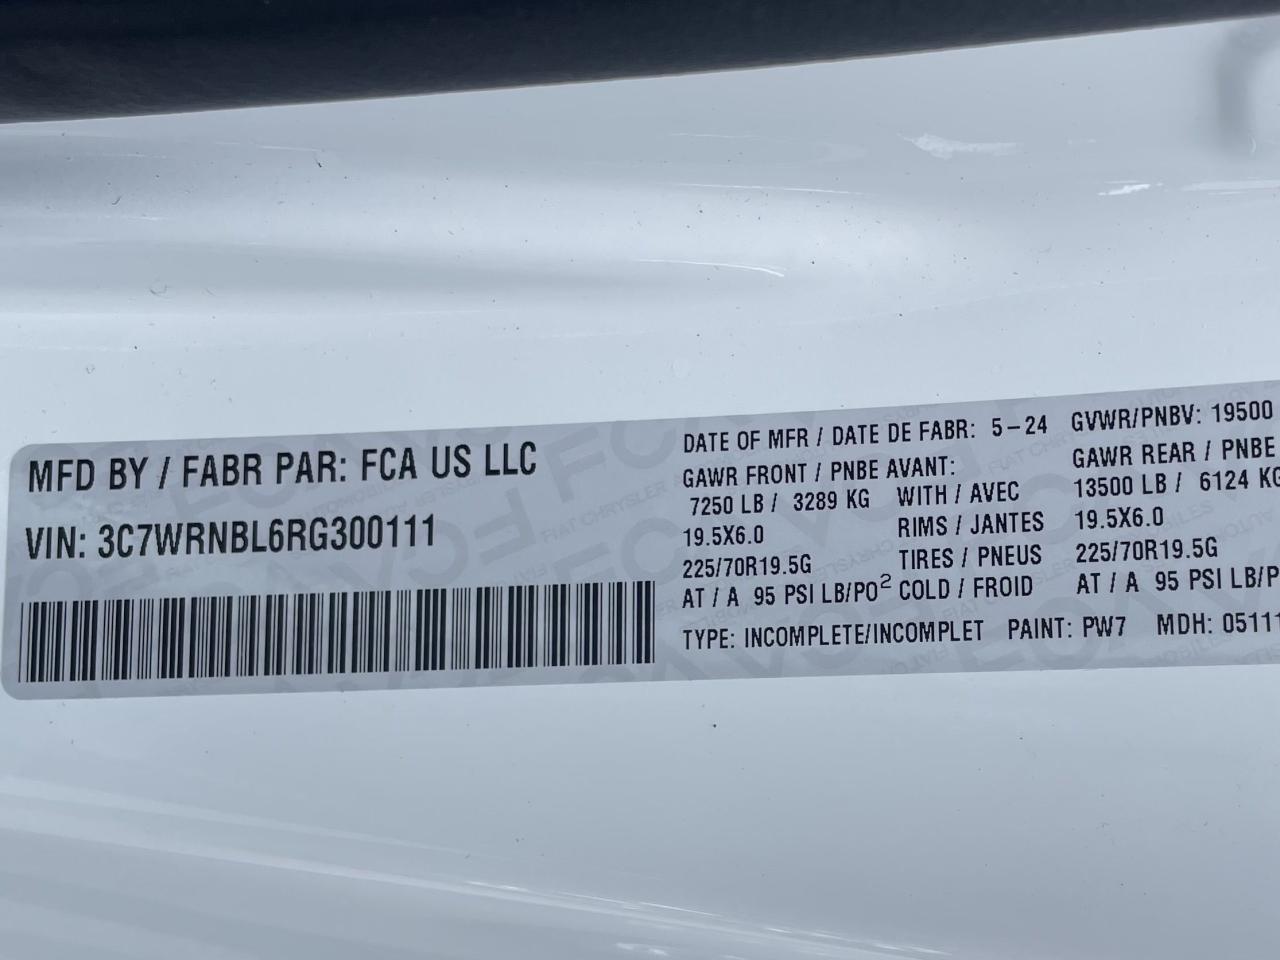 MFD BY / FABR PAR: FCA US LLC
VIN: 3C7WRNBL6RG300111
DATE OF MFR / DATE DE FABR: 5-24 GVWR/PNBV: 19500
GAWR FRONT / PNBE AVANT: GAWR REAR / PNBE
7250 LB / 3289 KG WITH / AVEC 13500 LB / 6124 KG
19.5X6.0 RIMS / JANTES 19.5X6.0
225/70R19.5G TIRES / PNEUS 225/70R19.5G
AT / A 95 PSI LB/PO² COLD / FROID AT / A 95 PSI LB/P
TYPE: INCOMPLETE/INCOMPLET PAINT: PW7 MDH: 05111